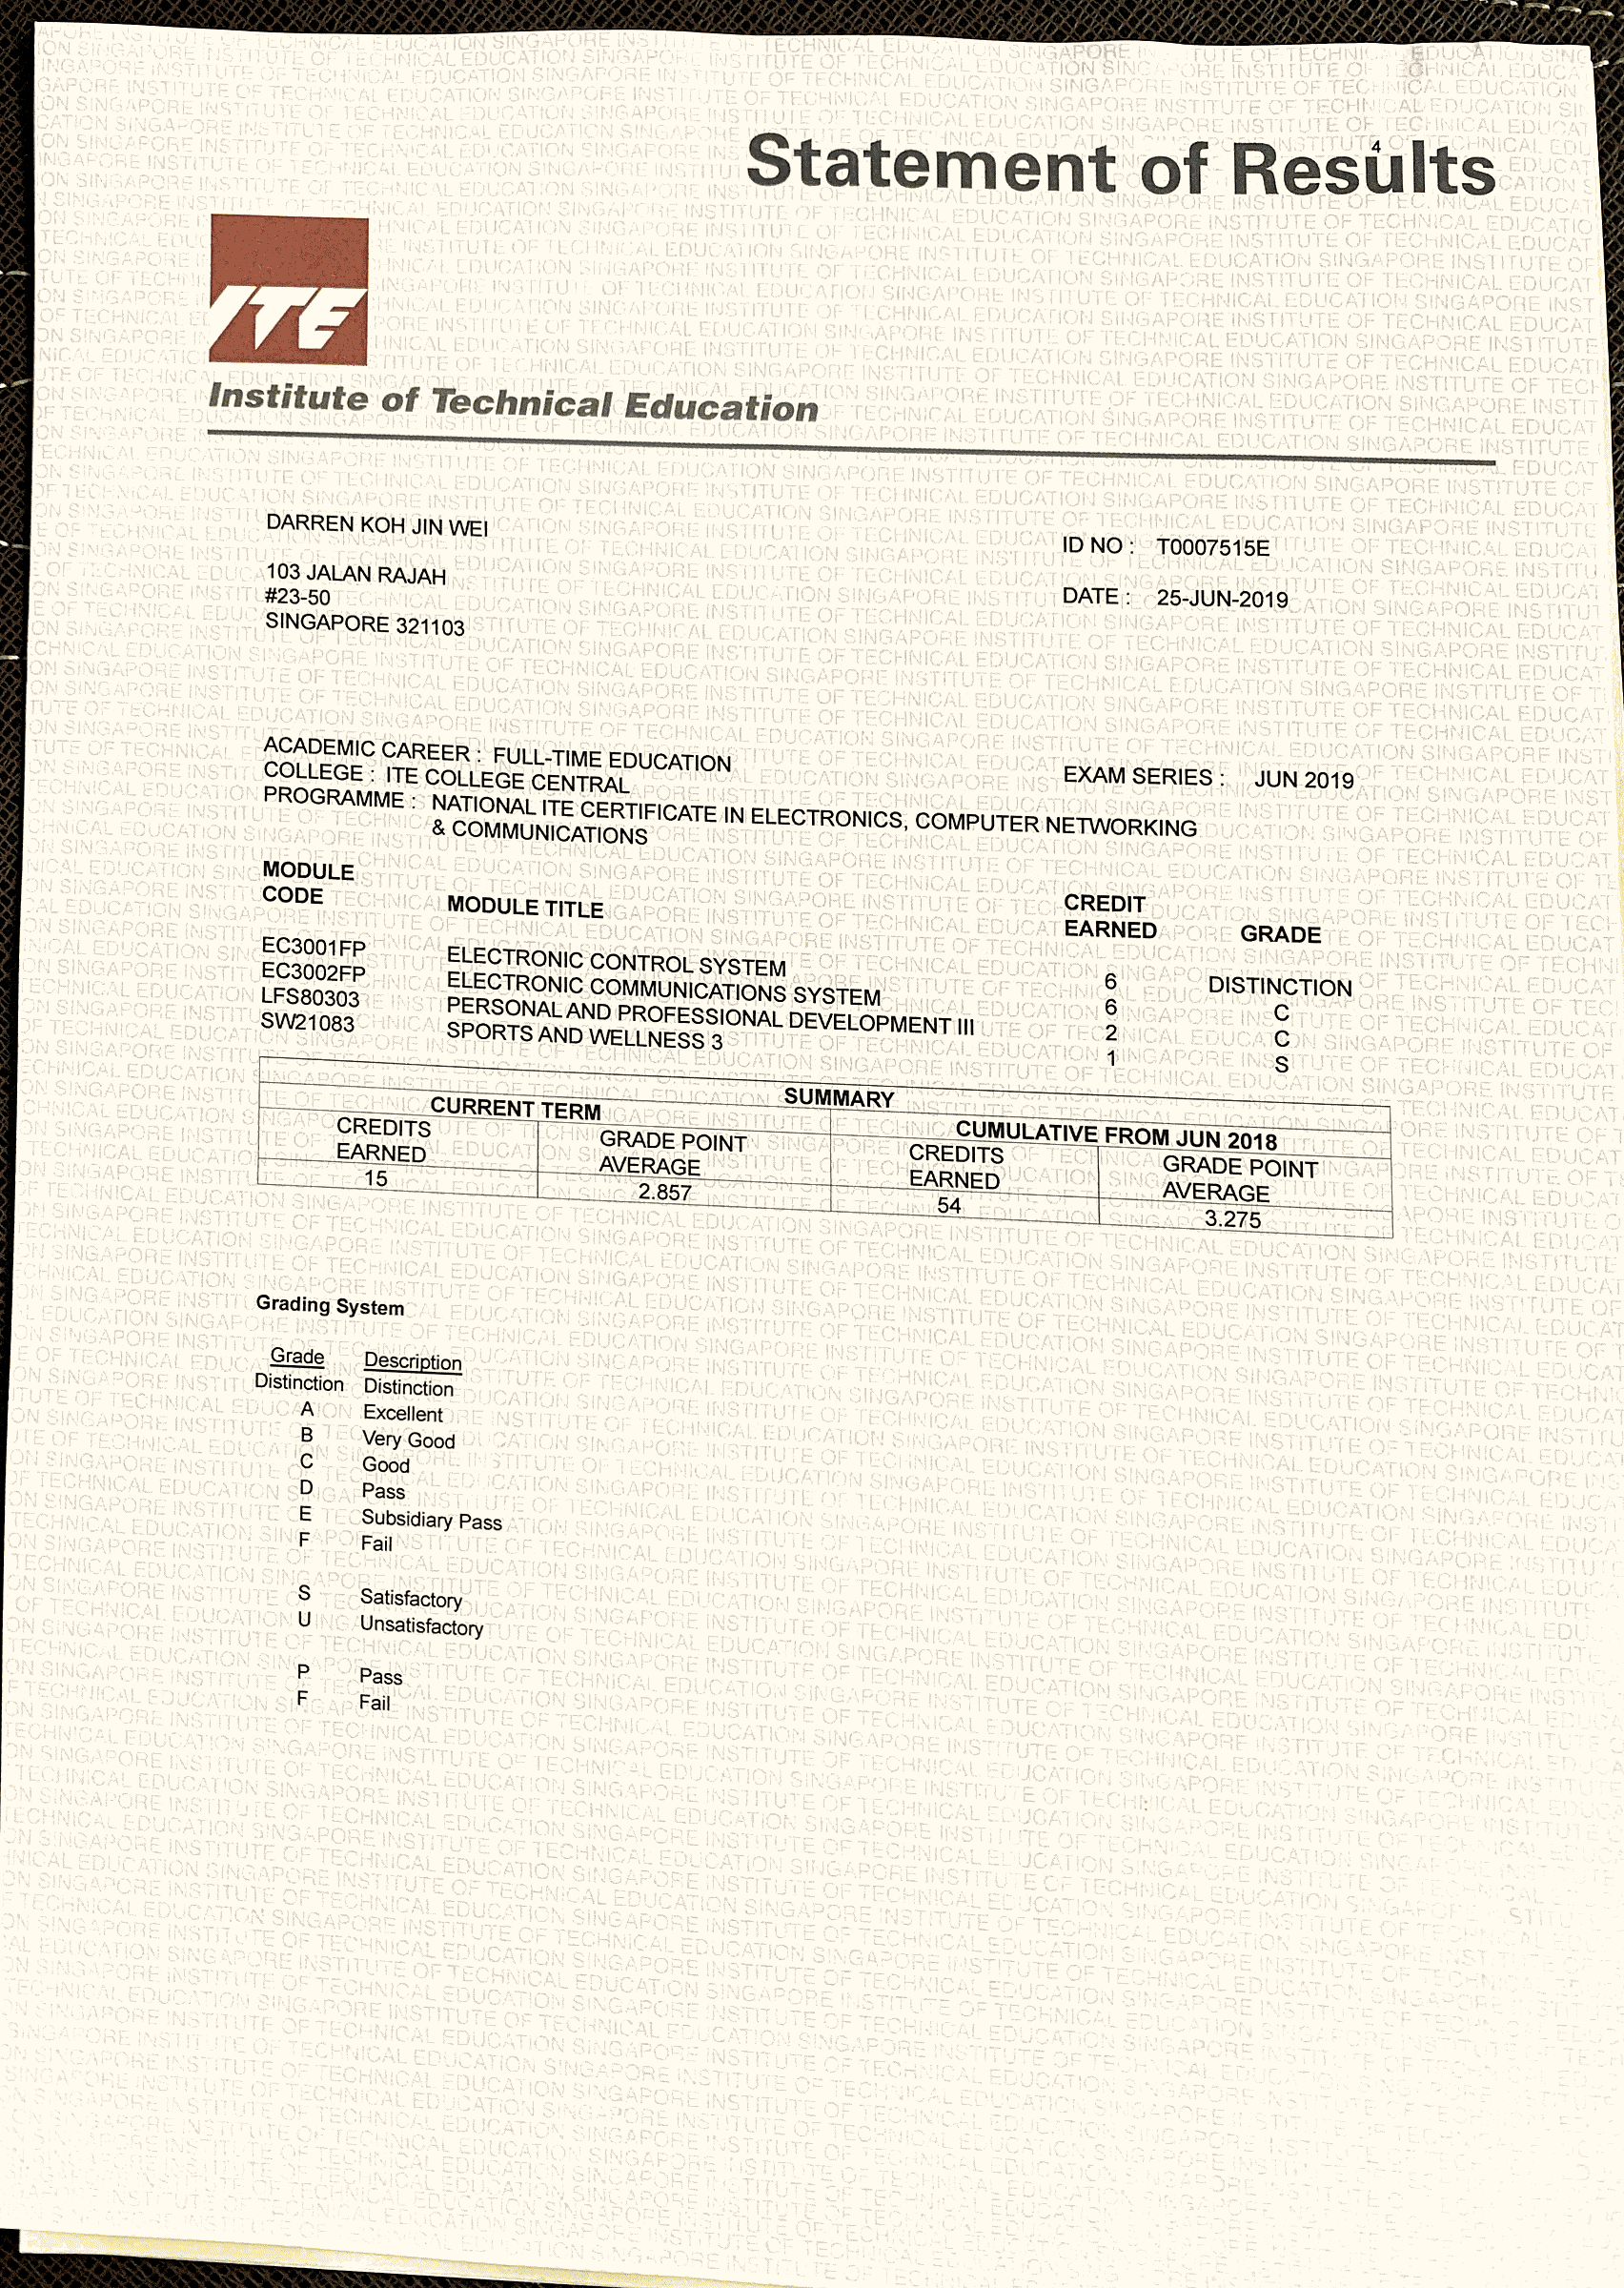 Statement of Results
ITE
Institute of Technical Education
DARREN KOH JIN WEI
103 JALAN RAJAH
#23-50
SINGAPORE 321103
ID NO : T0007515E
DATE : 25-JUN-2019
ACADEMIC CAREER : FULL-TIME EDUCATION
COLLEGE : ITE COLLEGE CENTRAL
EXAM SERIES : JUN 2019
PROGRAMME : NATIONAL ITE CERTIFICATE IN ELECTRONICS, COMPUTER NETWORKING
& COMMUNICATIONS
MODULE CODE MODULE TITLE CREDIT EARNED GRADE
EC3001FP ELECTRONIC CONTROL SYSTEM 6 DISTINCTION
EC3002FP ELECTRONIC COMMUNICATIONS SYSTEM 6 C
LFS80303 PERSONAL AND PROFESSIONAL DEVELOPMENT III 2 C
SW21083 SPORTS AND WELLNESS 3 1 S
SUMMARY
CURRENT TERM CUMULATIVE FROM JUN 2018
CREDITS EARNED GRADE POINT AVERAGE CREDITS EARNED GRADE POINT AVERAGE
15 2.857 54 3.275
Grading System
Grade Description
Distinction Distinction
A Excellent
B Very Good
C Good
D Pass
E Subsidiary Pass
F Fail
S Satisfactory
U Unsatisfactory
P Pass
F Fail